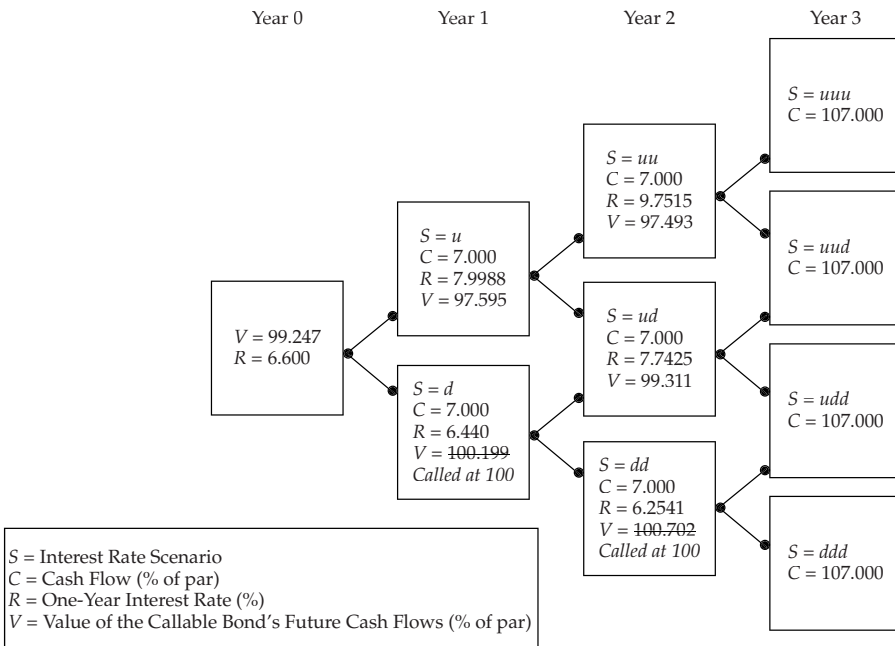 Year 0
Year 1
Year 2
Year 3
V = 99.247
R = 6.600
S = u
C = 7.000
R = 7.9988
V = 97.595
S = d
C = 7.000
R = 6.440
V = 100.199
Called at 100
S = uu
C = 7.000
R = 9.7515
V = 97.493
S = ud
C = 7.000
R = 7.7425
V = 99.311
S = dd
C = 7.000
R = 6.2541
V = 100.702
Called at 100
S = uuu
C = 107.000
S = uud
C = 107.000
S = udd
C = 107.000
S = ddd
C = 107.000
S = Interest Rate Scenario
C = Cash Flow (% of par)
R = One-Year Interest Rate (%)
V = Value of the Callable Bond's Future Cash Flows (% of par)